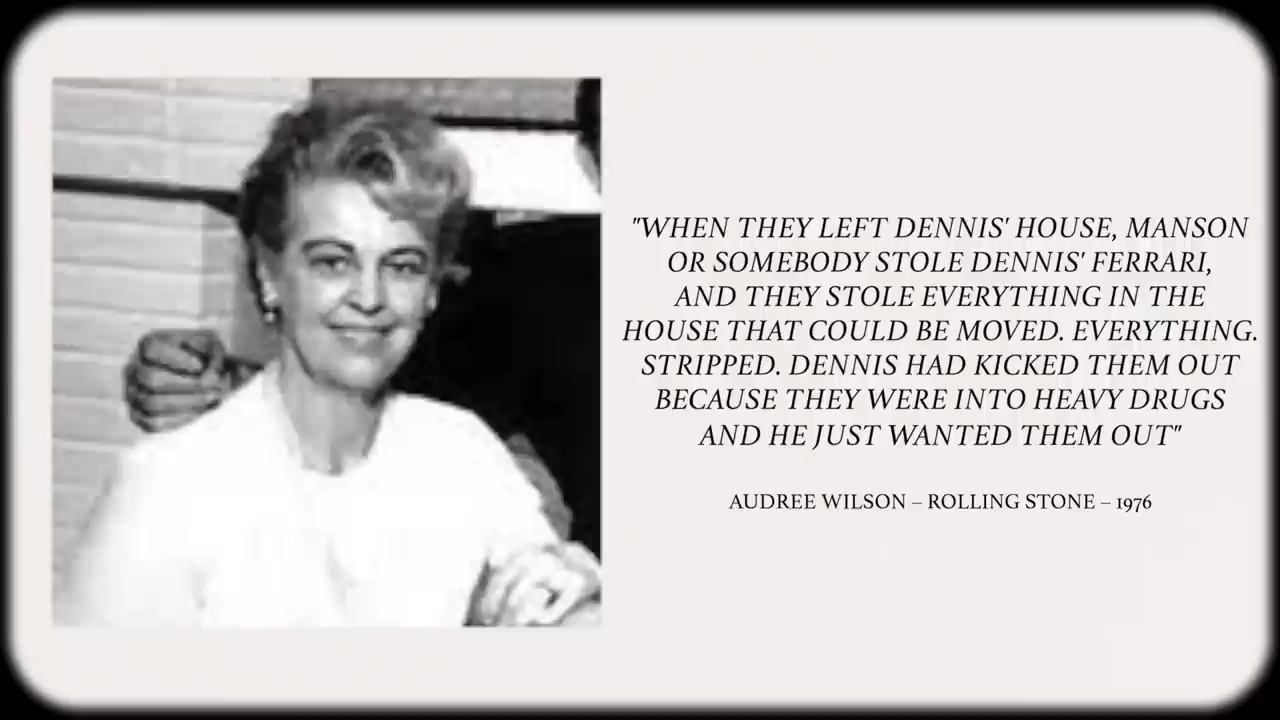 "WHEN THEY LEFT DENNIS' HOUSE, MANSON
OR SOMEBODY STOLE DENNIS' FERRARI,
AND THEY STOLE EVERYTHING IN THE
HOUSE THAT COULD BE MOVED. EVERYTHING.
STRIPPED. DENNIS HAD KICKED THEM OUT
BECAUSE THEY WERE INTO HEAVY DRUGS
AND HE JUST WANTED THEM OUT"
AUDREE WILSON – ROLLING STONE – 1976